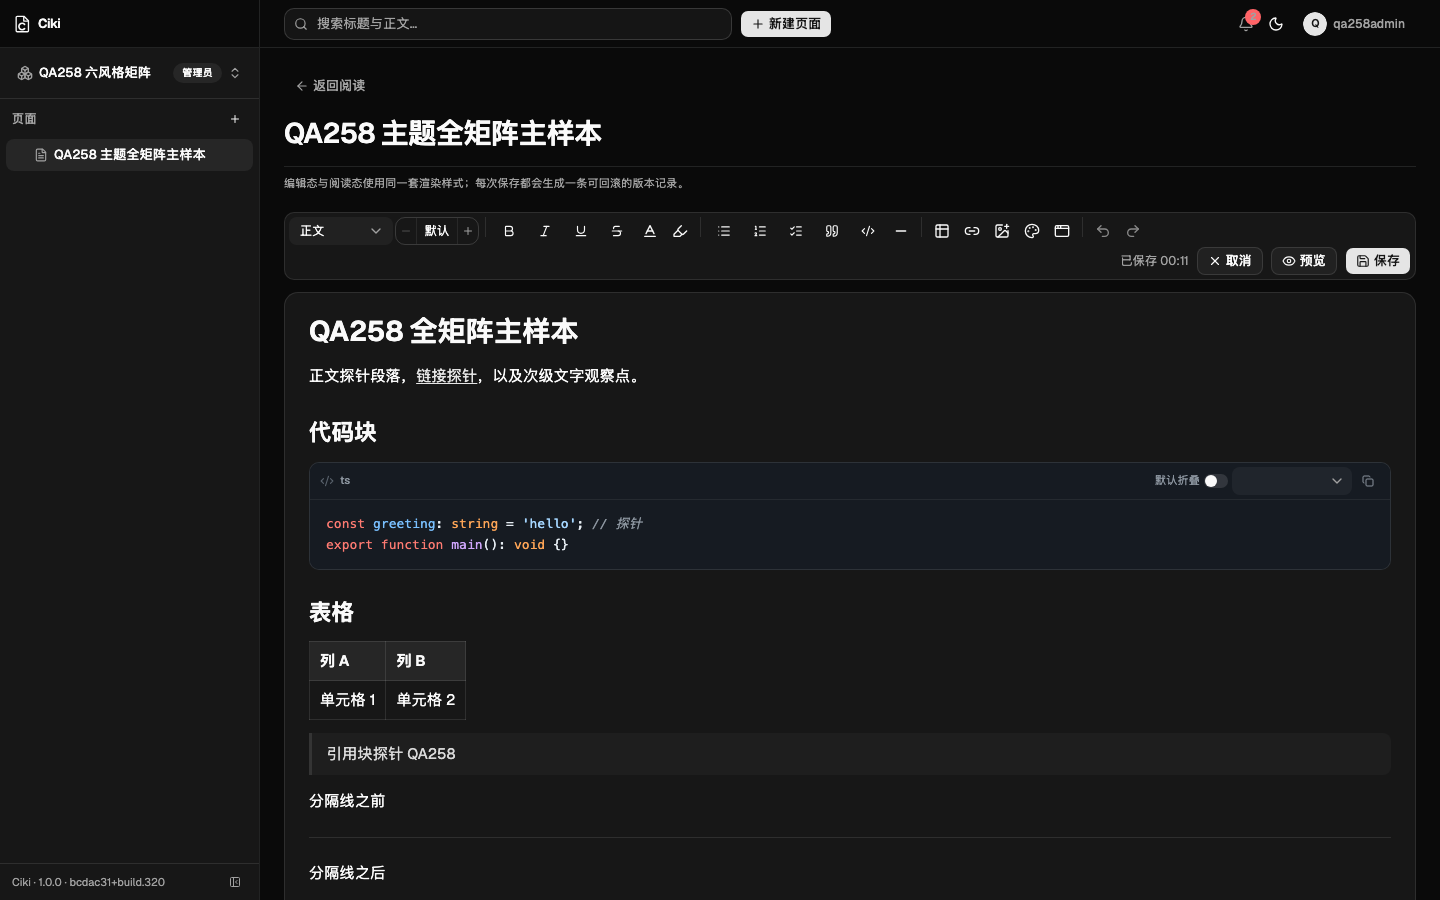 Ciki
搜索标题与正文…
新建页面
Q
qa258admin
QA258 六风格矩阵
管理员
页面
QA258 主题全矩阵主样本
返回阅读
QA258 主题全矩阵主样本
编辑态与阅读态使用同一套渲染样式；每次保存都会生成一条可回滚的版本记录。
正文
默认
已保存 00:11
取消
预览
保存
QA258 全矩阵主样本
正文探针段落，链接探针，以及次级文字观察点。
代码块
ts
默认折叠
const greeting: string = 'hello'; // 探针
export function main(): void {}
表格
列 A 列 B
单元格 1 单元格 2
引用块探针 QA258
分隔线之前
分隔线之后
Ciki · 1.0.0 · bcdac31+build.320